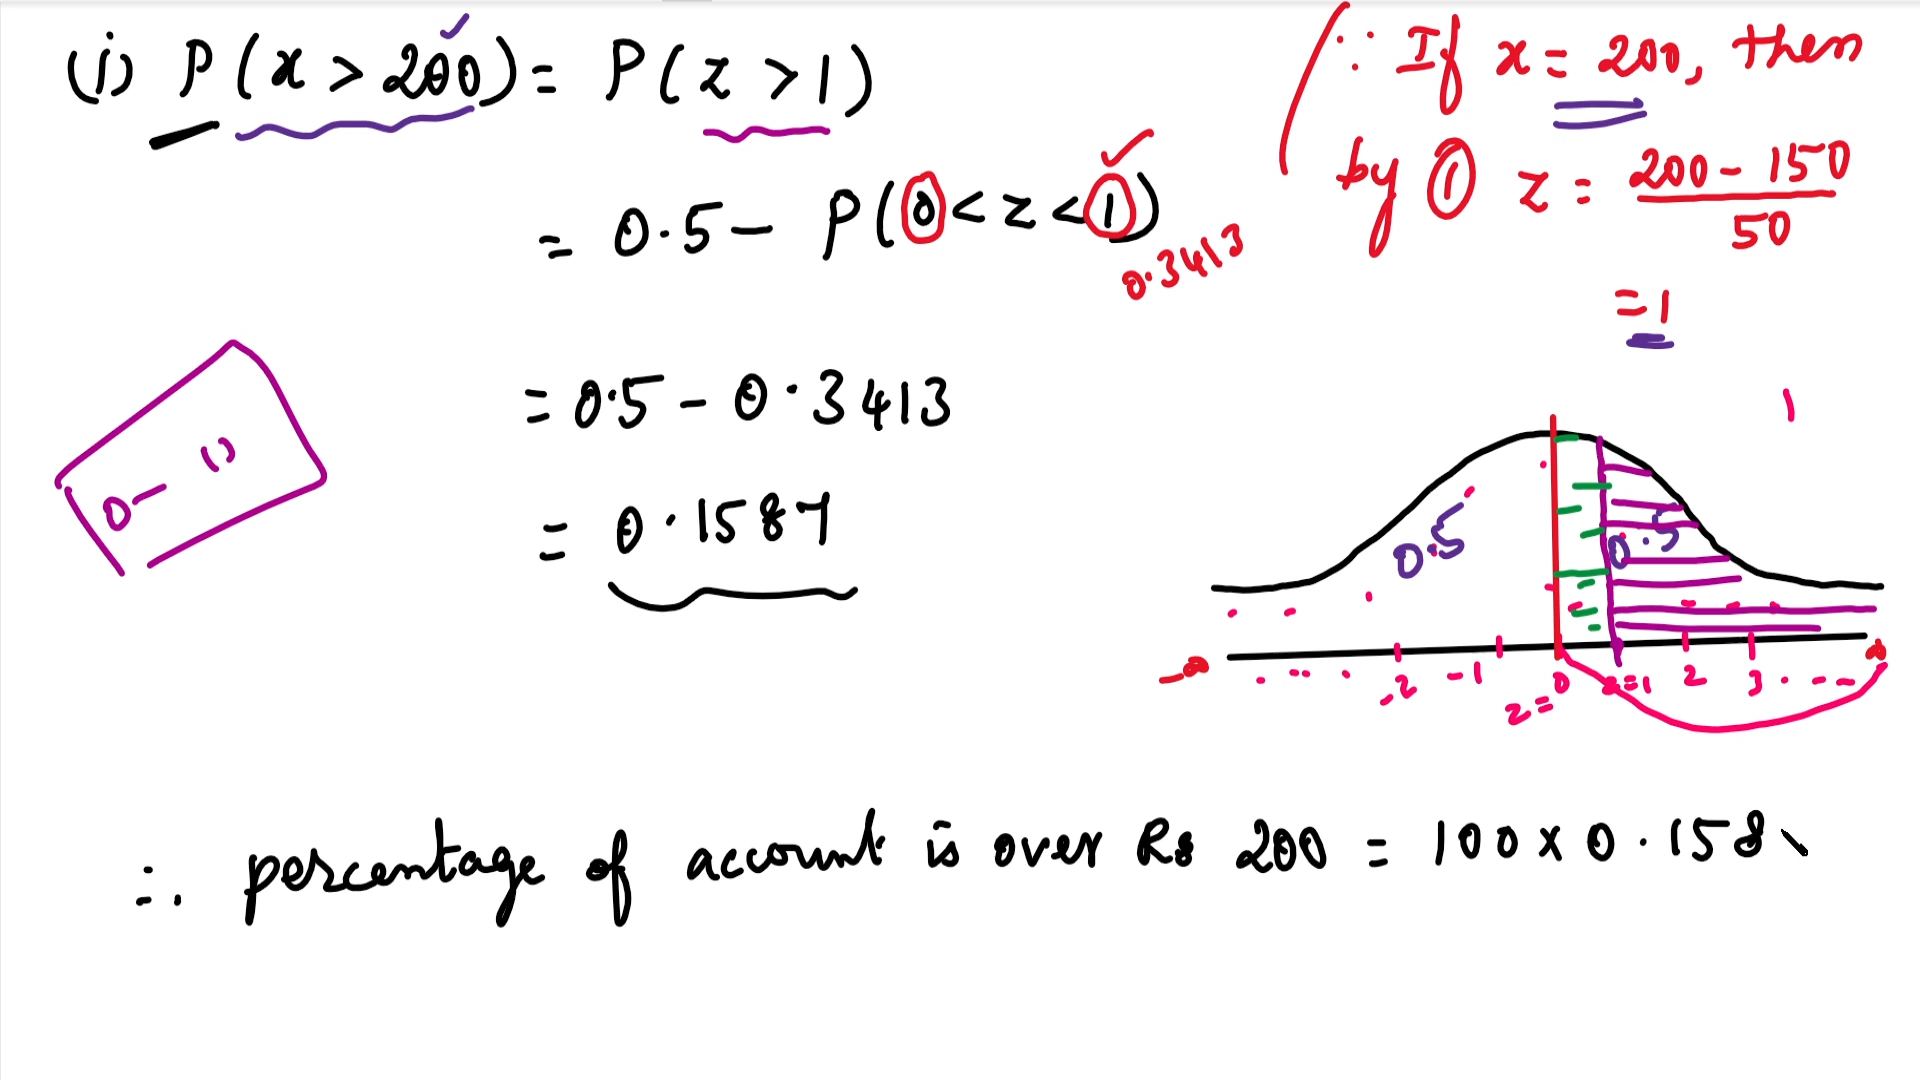 (i) P(x > 200) = P(z > 1)
∵ If x = 200, then
by ① z = 200 - 150 / 50
= 1
= 0.5 - P(0 < z < 1)
0.3413
= 0.5 - 0.3413
= 0.1587
0 -
1
0.5
0.5
-∞ -2 -1 z=0 z=1 2 3 ∞
∴ percentage of account is over Rs 200 = 100 x 0.158